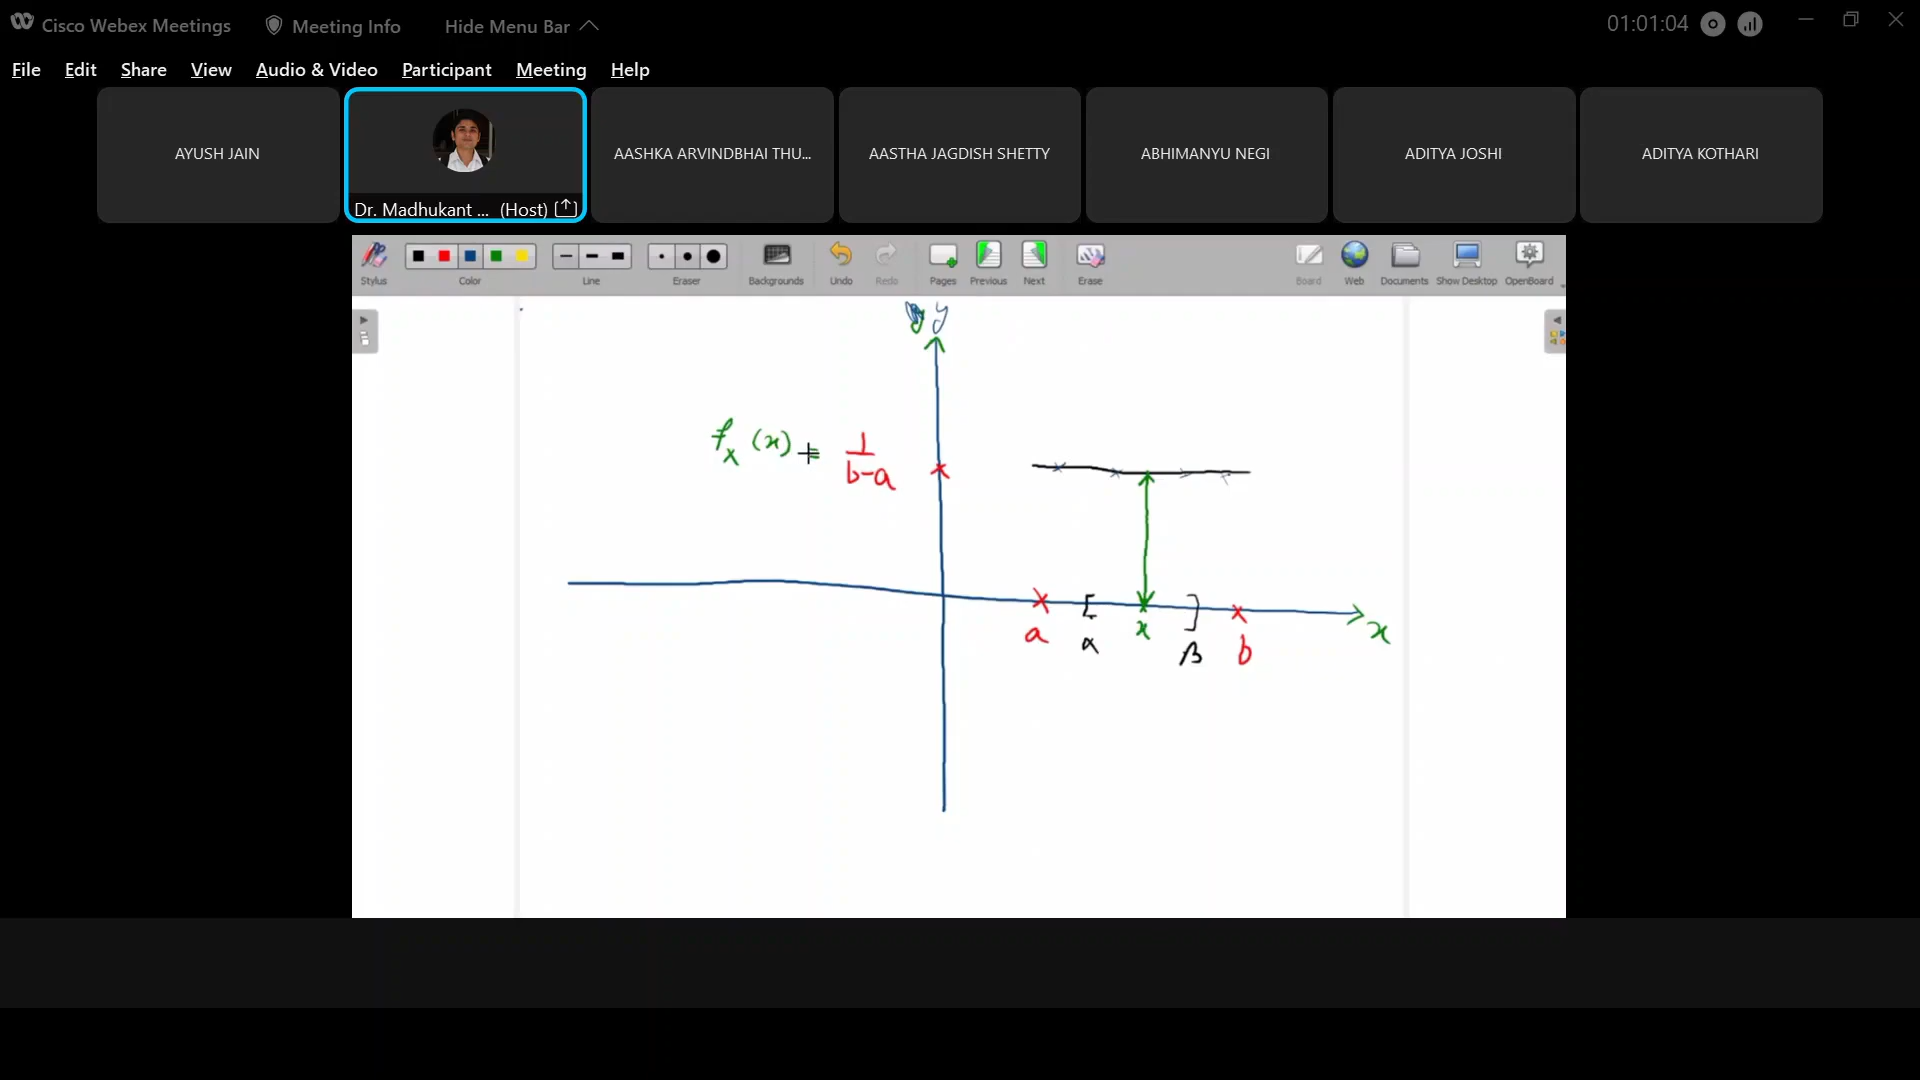 Cisco Webex Meetings Meeting Info Hide Menu Bar 01:01:04
File Edit Share View Audio & Video Participant Meeting Help
AYUSH JAIN
Dr. Madhukant ... (Host)
AASHKA ARVINDBHAI THU...
AASTHA JAGDISH SHETTY
ABHIMANYU NEGI
ADITYA JOSHI
ADITYA KOTHARI
Stylus Color Line Eraser Backgrounds Undo Redo Pages Previous Next Erase Board Web Documents Show Desktop OpenBoard
y
f_X (x) = 1/(b-a)
[ x ]
a α β b x